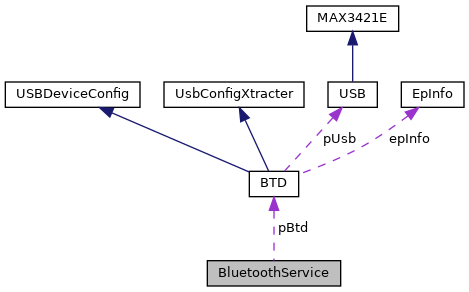 MAX3421E
USBDeviceConfig
UsbConfigXtracter
USB
EpInfo
pUsb
epInfo
BTD
pBtd
BluetoothService